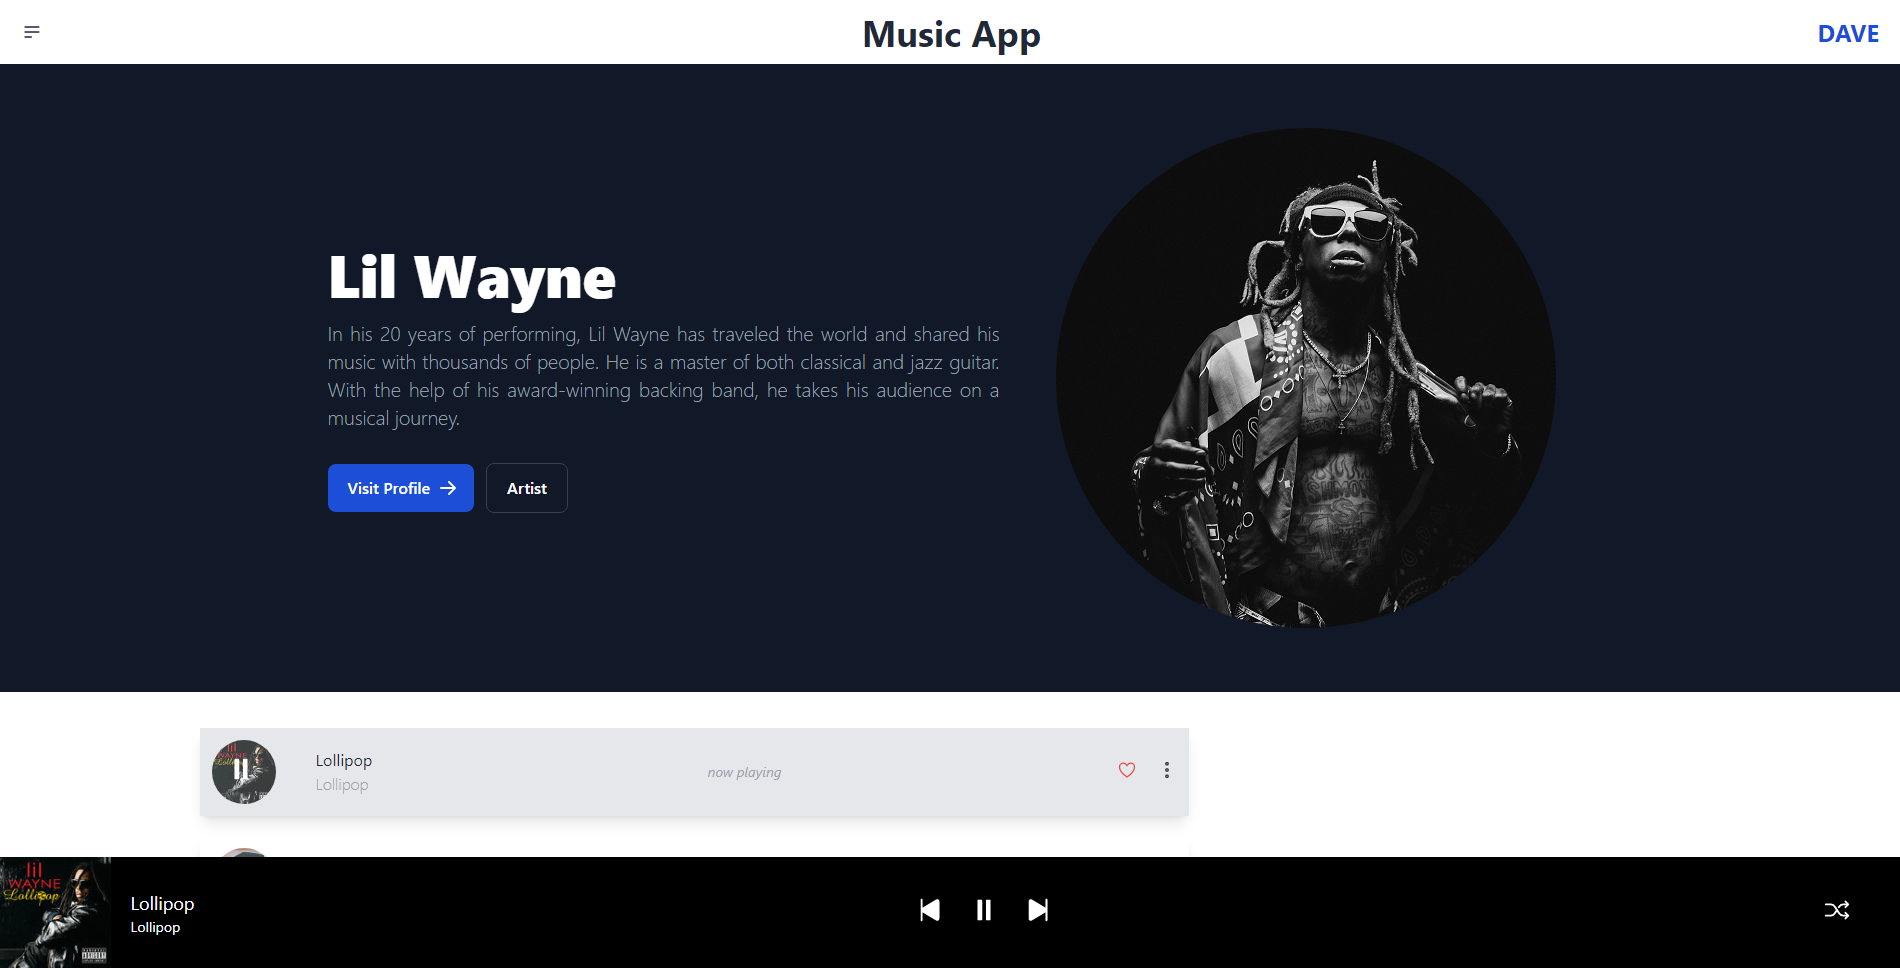 Music App
DAVE
Lil Wayne
In his 20 years of performing, Lil Wayne has traveled the world and shared his
music with thousands of people. He is a master of both classical and jazz guitar.
With the help of his award-winning backing band, he takes his audience on a
musical journey.
Visit Profile
Artist
Lollipop
Lollipop
now playing
lil
WAYNE
Lollipop
Lollipop
Lollipop